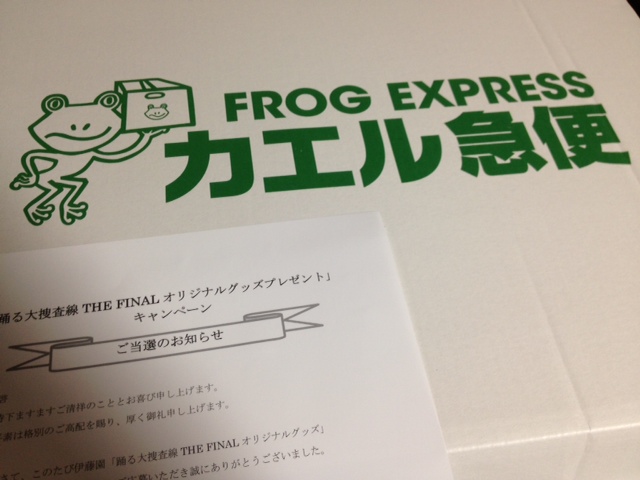 FROG EXPRESS
カエル急便
踊る大捜査線 THE FINAL オリジナルグッズプレゼント」
キャンペーン
ご当選のお知らせ
時下ますますご清祥のこととお喜び申し上げます。
素は格別のご高配を賜り、厚く御礼申し上げます。
さて、このたび伊藤園「踊る大捜査線 THE FINAL オリジナルグッズ」
応募いただき誠にありがとうございました。